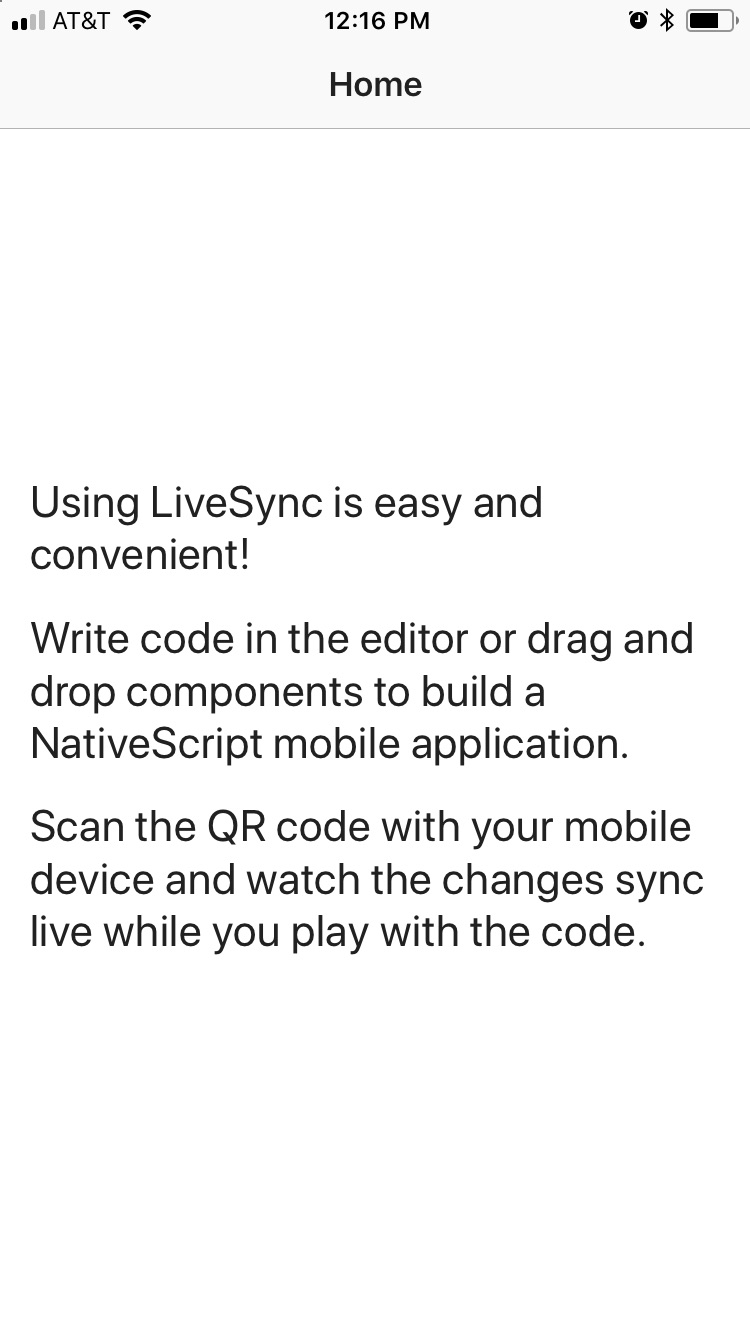 AT&T 12:16 PM
Home
Using LiveSync is easy and
convenient!
Write code in the editor or drag and
drop components to build a
NativeScript mobile application.
Scan the QR code with your mobile
device and watch the changes sync
live while you play with the code.